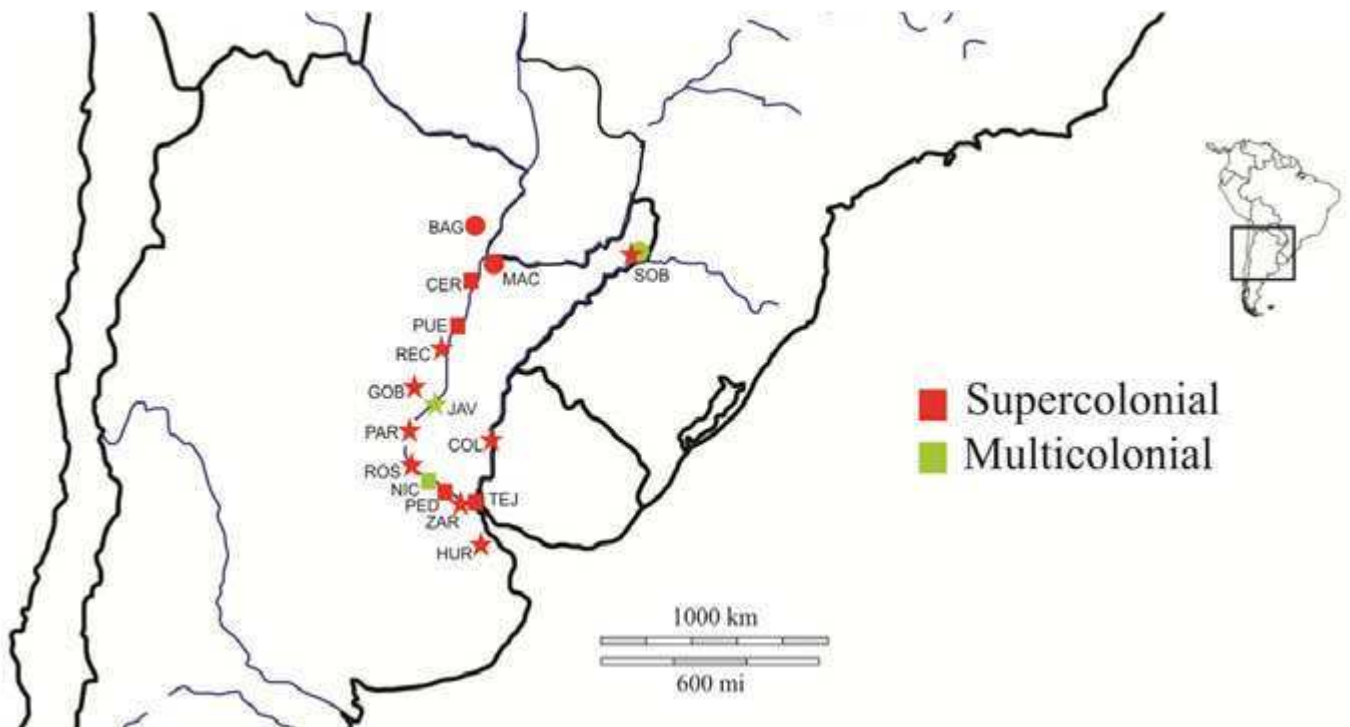 BAG
MAC
SOB
CER
PUE
REC
GOB
JAV
PAR
COL
ROS
NIC
PED
TEJ
ZAR
HUR
Supercolonial
Multicolonial
1000 km
600 mi